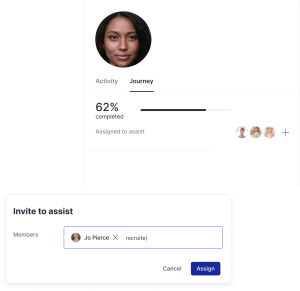 Activity Journey
62%
completed
Assigned to assist
Invite to assist
Members Jo Pierce recruite
Cancel Assign